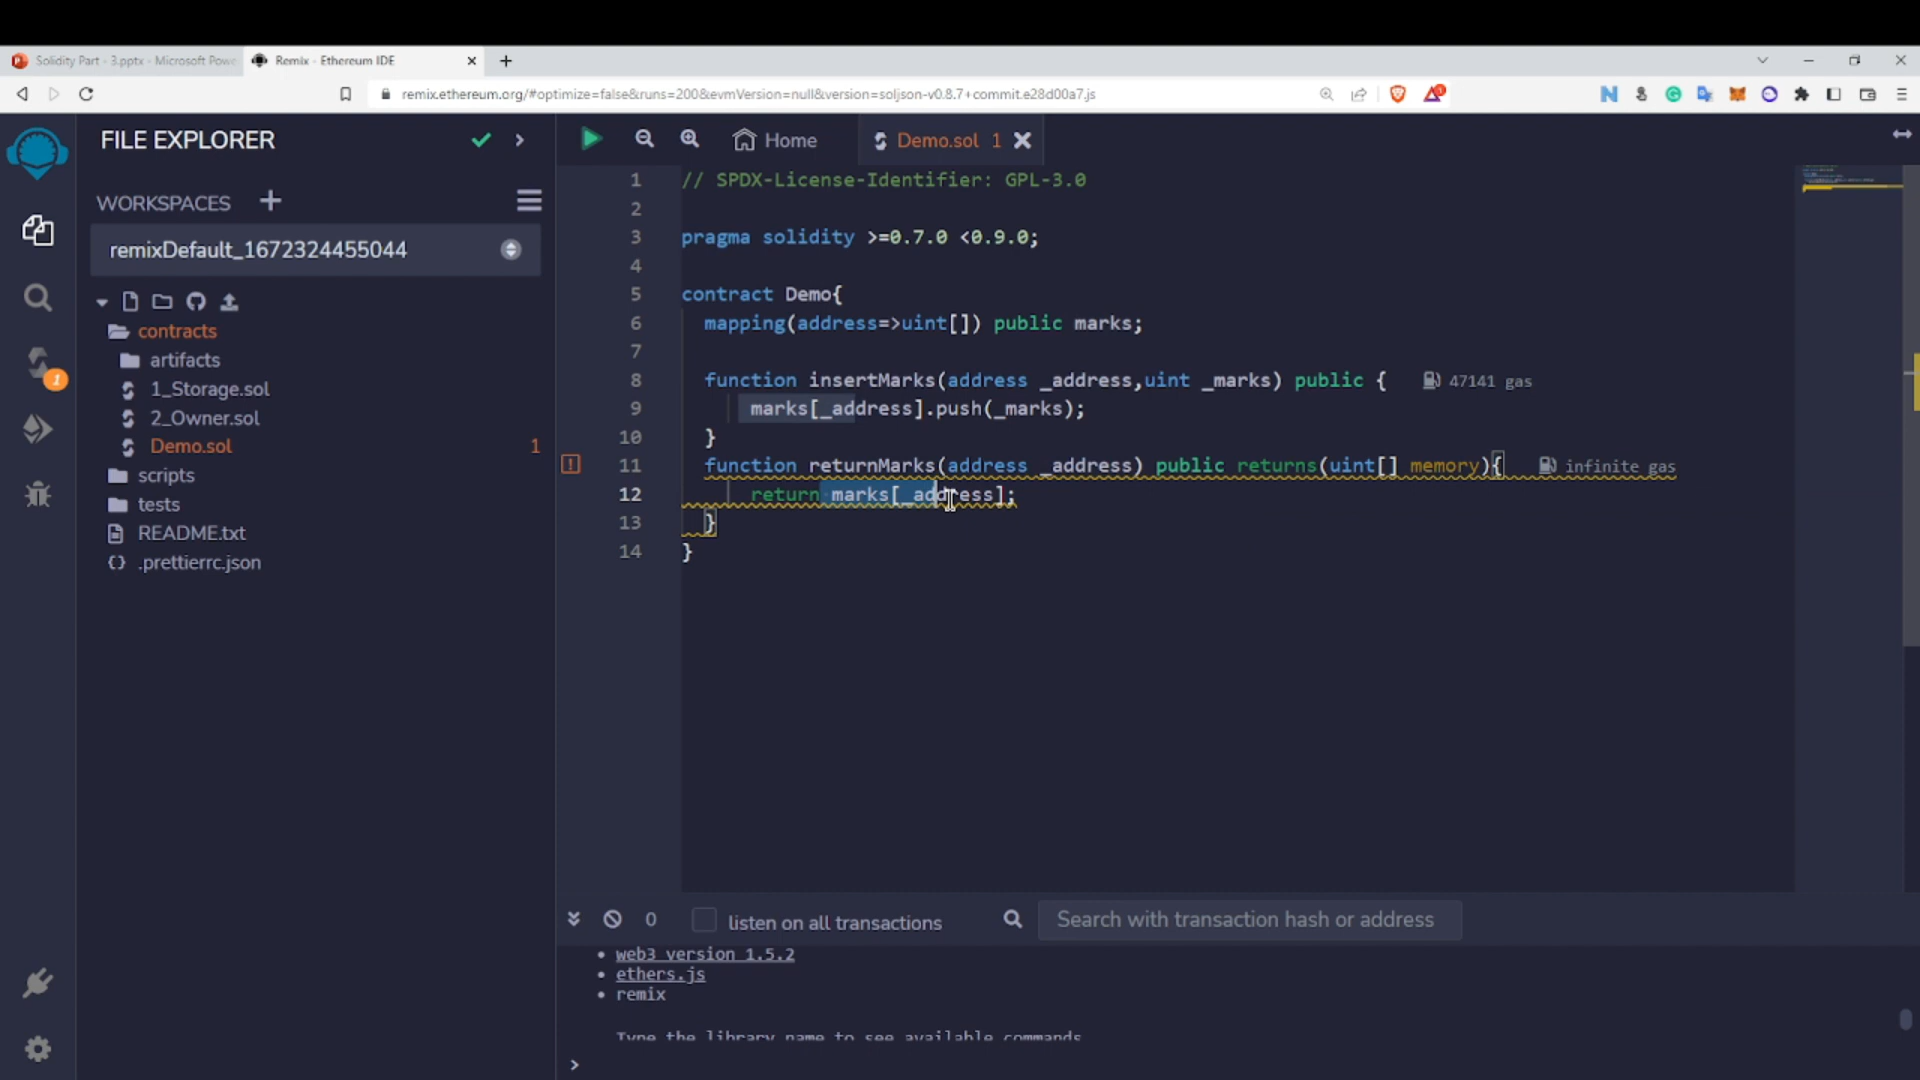 Solidity Part - 3.pptx - Microsoft Powe
Remix - Ethereum IDE
remix.ethereum.org/#optimize=false&runs=200&evmVersion=null&version=soljson-v0.8.7+commit.e28d00a7.js
FILE EXPLORER
WORKSPACES
remixDefault_1672324455044
contracts
artifacts
1_Storage.sol
2_Owner.sol
Demo.sol 1
scripts
tests
README.txt
.prettierrc.json
1
Home
Demo.sol 1
1 // SPDX-License-Identifier: GPL-3.0
2
3 pragma solidity >=0.7.0 <0.9.0;
4
5 contract Demo{
6 mapping(address=>uint[]) public marks;
7
8 function insertMarks(address _address,uint _marks) public { 47141 gas
9 marks[_address].push(_marks);
10 }
11 function returnMarks(address _address) public returns(uint[] memory){ infinite gas
12 return marks[_address];
13 }
14 }
0 listen on all transactions
Search with transaction hash or address
• web3 version 1.5.2
• ethers.js
• remix
Type the library name to see available commands
>